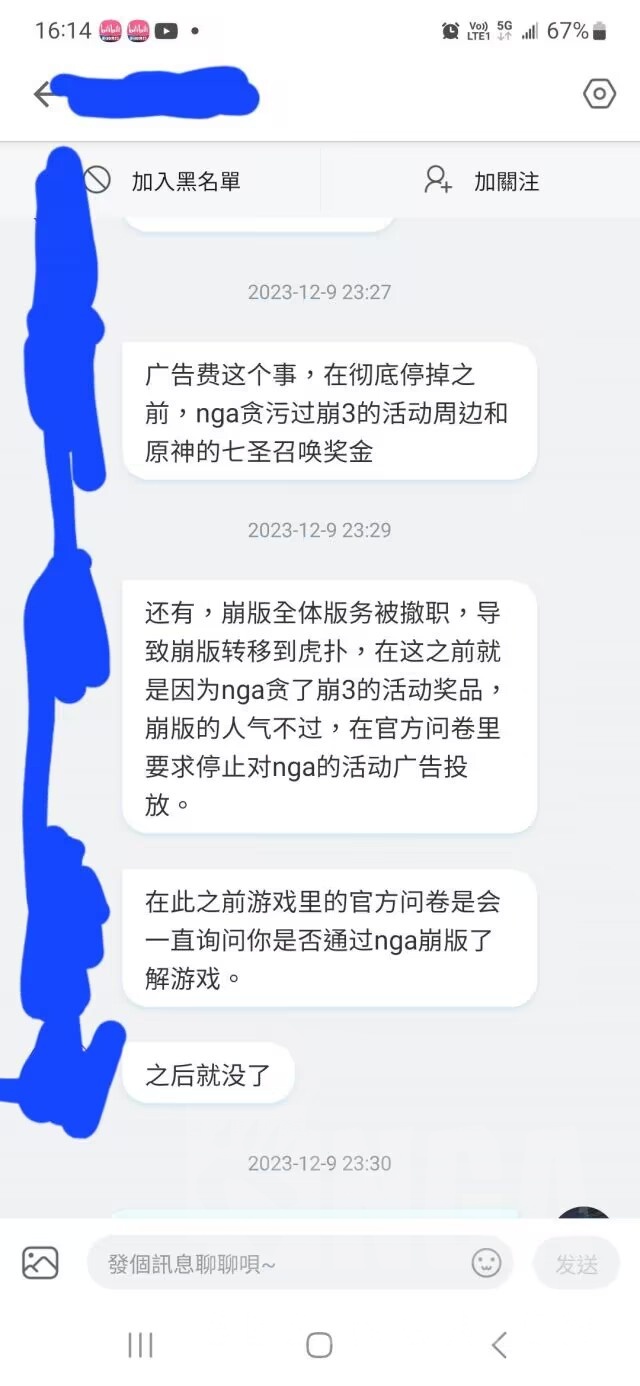 16:14
Vo)) 5G
LTE1
67%
加入黑名單
加關注
2023-12-9 23:27
广告费这个事，在彻底停掉之
前，nga贪污过崩3的活动周边和
原神的七圣召唤奖金
2023-12-9 23:29
还有，崩版全体版务被撤职，导
致崩版转移到虎扑，在这之前就
是因为nga贪了崩3的活动奖品，
崩版的人气不过，在官方问卷里
要求停止对nga的活动广告投
放。
在此之前游戏里的官方问卷是会
一直询问你是否通过nga崩版了
解游戏。
之后就没了
2023-12-9 23:30
發個訊息聊聊唄~
发送